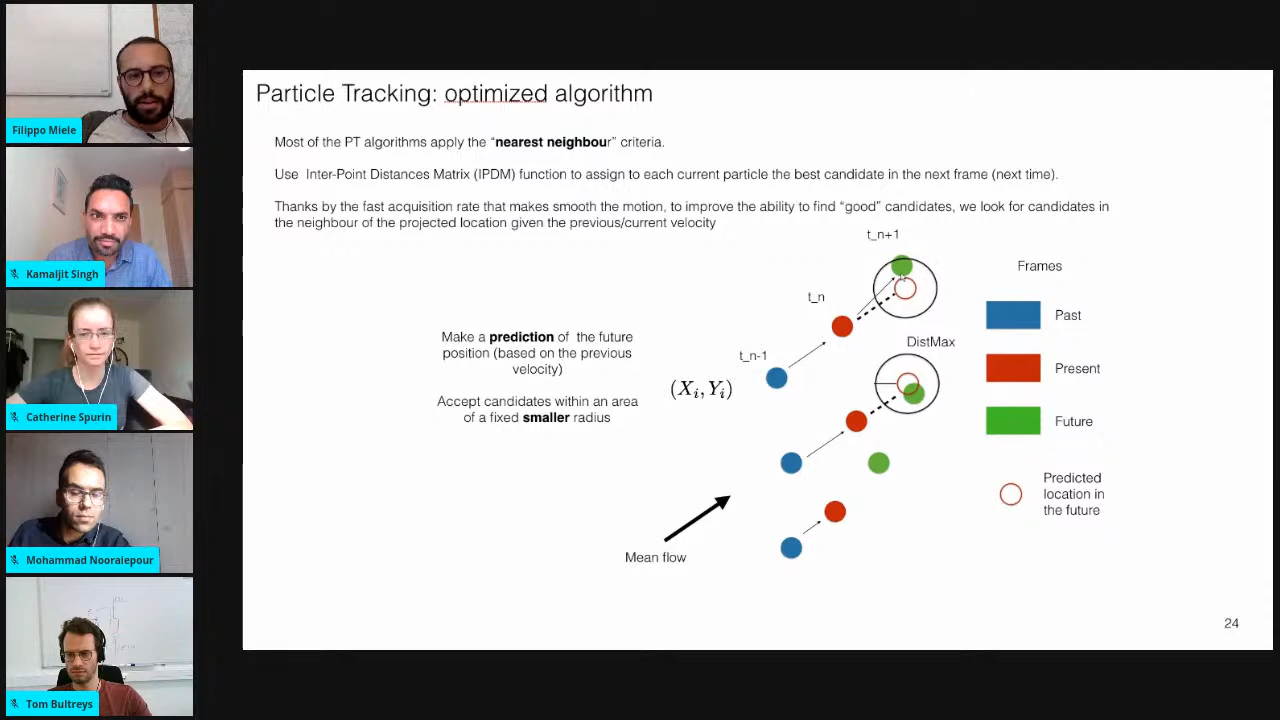 Filippo Miele
Kamaljit Singh
Catherine Spurin
Mohammad Nooraiepour
Tom Bultreys
Particle Tracking: optimized algorithm
Most of the PT algorithms apply the “nearest neighbour” criteria.
Use Inter-Point Distances Matrix (IPDM) function to assign to each current particle the best candidate in the next frame (next time).
Thanks by the fast acquisition rate that makes smooth the motion, to improve the ability to find “good” candidates, we look for candidates in
the neighbour of the projected location given the previous/current velocity
Make a prediction of the future
position (based on the previous
velocity)
Accept candidates within an area
of a fixed smaller radius
t_n+1
t_n
t_n-1
(X_i, Y_i)
DistMax
Mean flow
Frames
Past
Present
Future
Predicted
location in
the future
24